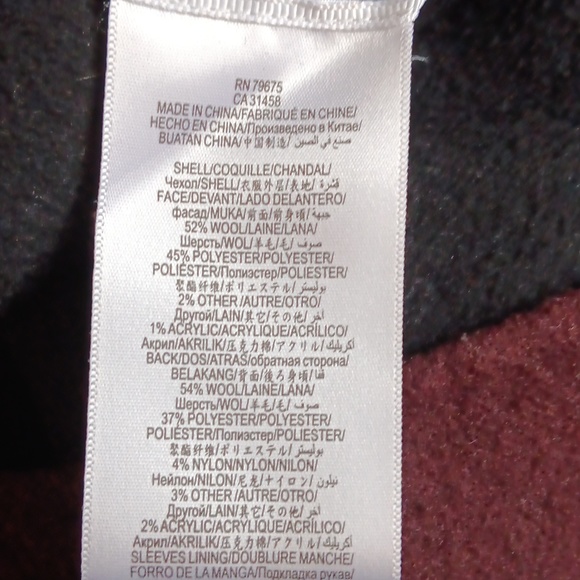 RN 79675
CA 31458
MADE IN CHINA/FABRIQUÉ EN CHINE/
HECHO EN CHINA/Произведено в Китае/
BUATAN CHINA/中国制造/ صنع في الصين
SHELL/COQUILLE/CHANDAL/
Чехол/SHELL/衣服外层/表地/ قشرة
FACE/DEVANT/LADO DELANTERO/
фасад/MUKA/前面/前身頃/ جبهة
52% WOOL/LAINE/LANA/
Шерсть/WOL/羊毛/毛/ صوف
45% POLYESTER/POLYESTER/
POLIÉSTER/Полиэстер/POLIESTER/
聚酯纤维/ポリエステル/ بوليستر
2% OTHER/AUTRE/OTRO/
Другой/LAIN/其它/その他/ آخر
1% ACRYLIC/ACRYLIQUE/ACRÍLICO/
Акрил/AKRILIK/压克力棉/アクリル/ آكريليك
BACK/DOS/ATRÁS/обратная сторона/
BELAKANG/背面/後ろ身頃/ قفا
54% WOOL/LAINE/LANA/
Шерсть/WOL/羊毛/毛/ صوف
37% POLYESTER/POLYESTER/
POLIÉSTER/Полиэстер/POLIESTER/
聚酯纤维/ポリエステル/ بوليستر
4% NYLON/NYLON/NILON/
Нейлон/NILON/尼龙/ナイロン/ نيلون
3% OTHER/AUTRE/OTRO/
Другой/LAIN/其它/その他/ آخر
2% ACRYLIC/ACRYLIQUE/ACRÍLICO/
Акрил/AKRILIK/压克力棉/アクリル/ آكريليك
SLEEVES LINING/DOUBLURE MANCHE/
FORRO DE LA MANGA/Подкладка рукав/